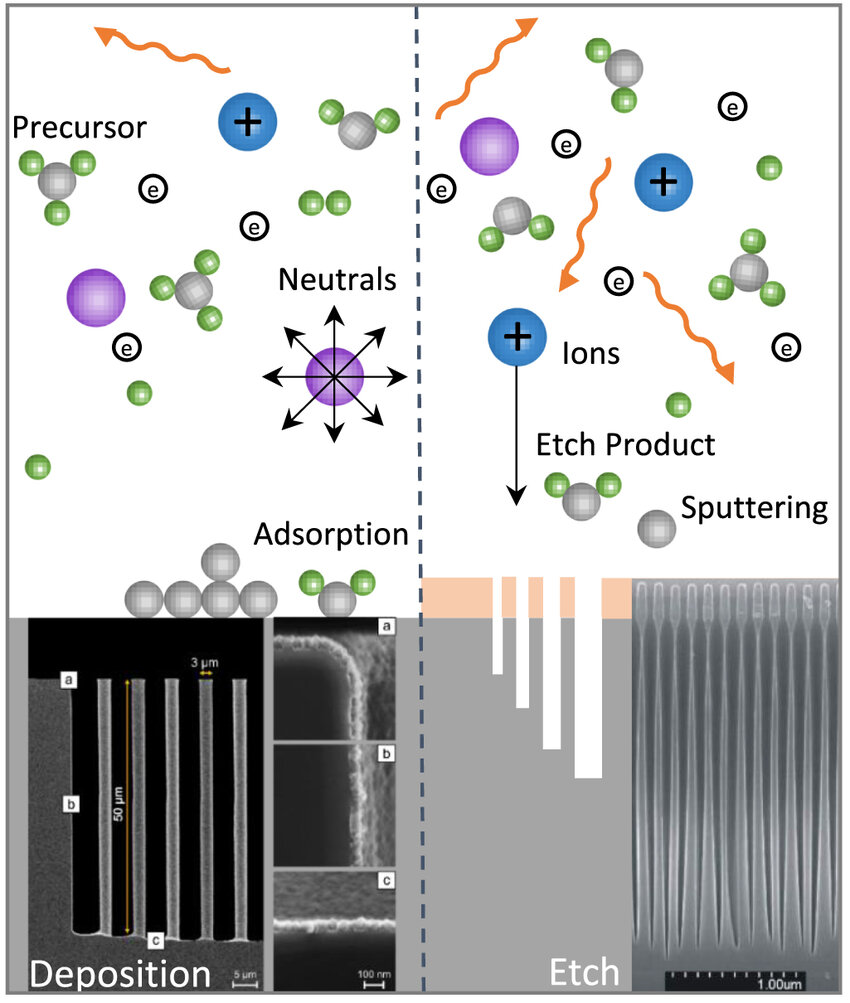 +
Precursor
e
e
Neutrals
e
Adsorption
a
3 µm
b
50 µm
c
5 µm
Deposition
a
b
c
100 nm
e
e
e
+
e
+
Ions
e
Etch Product
Sputtering
Etch
1.00um